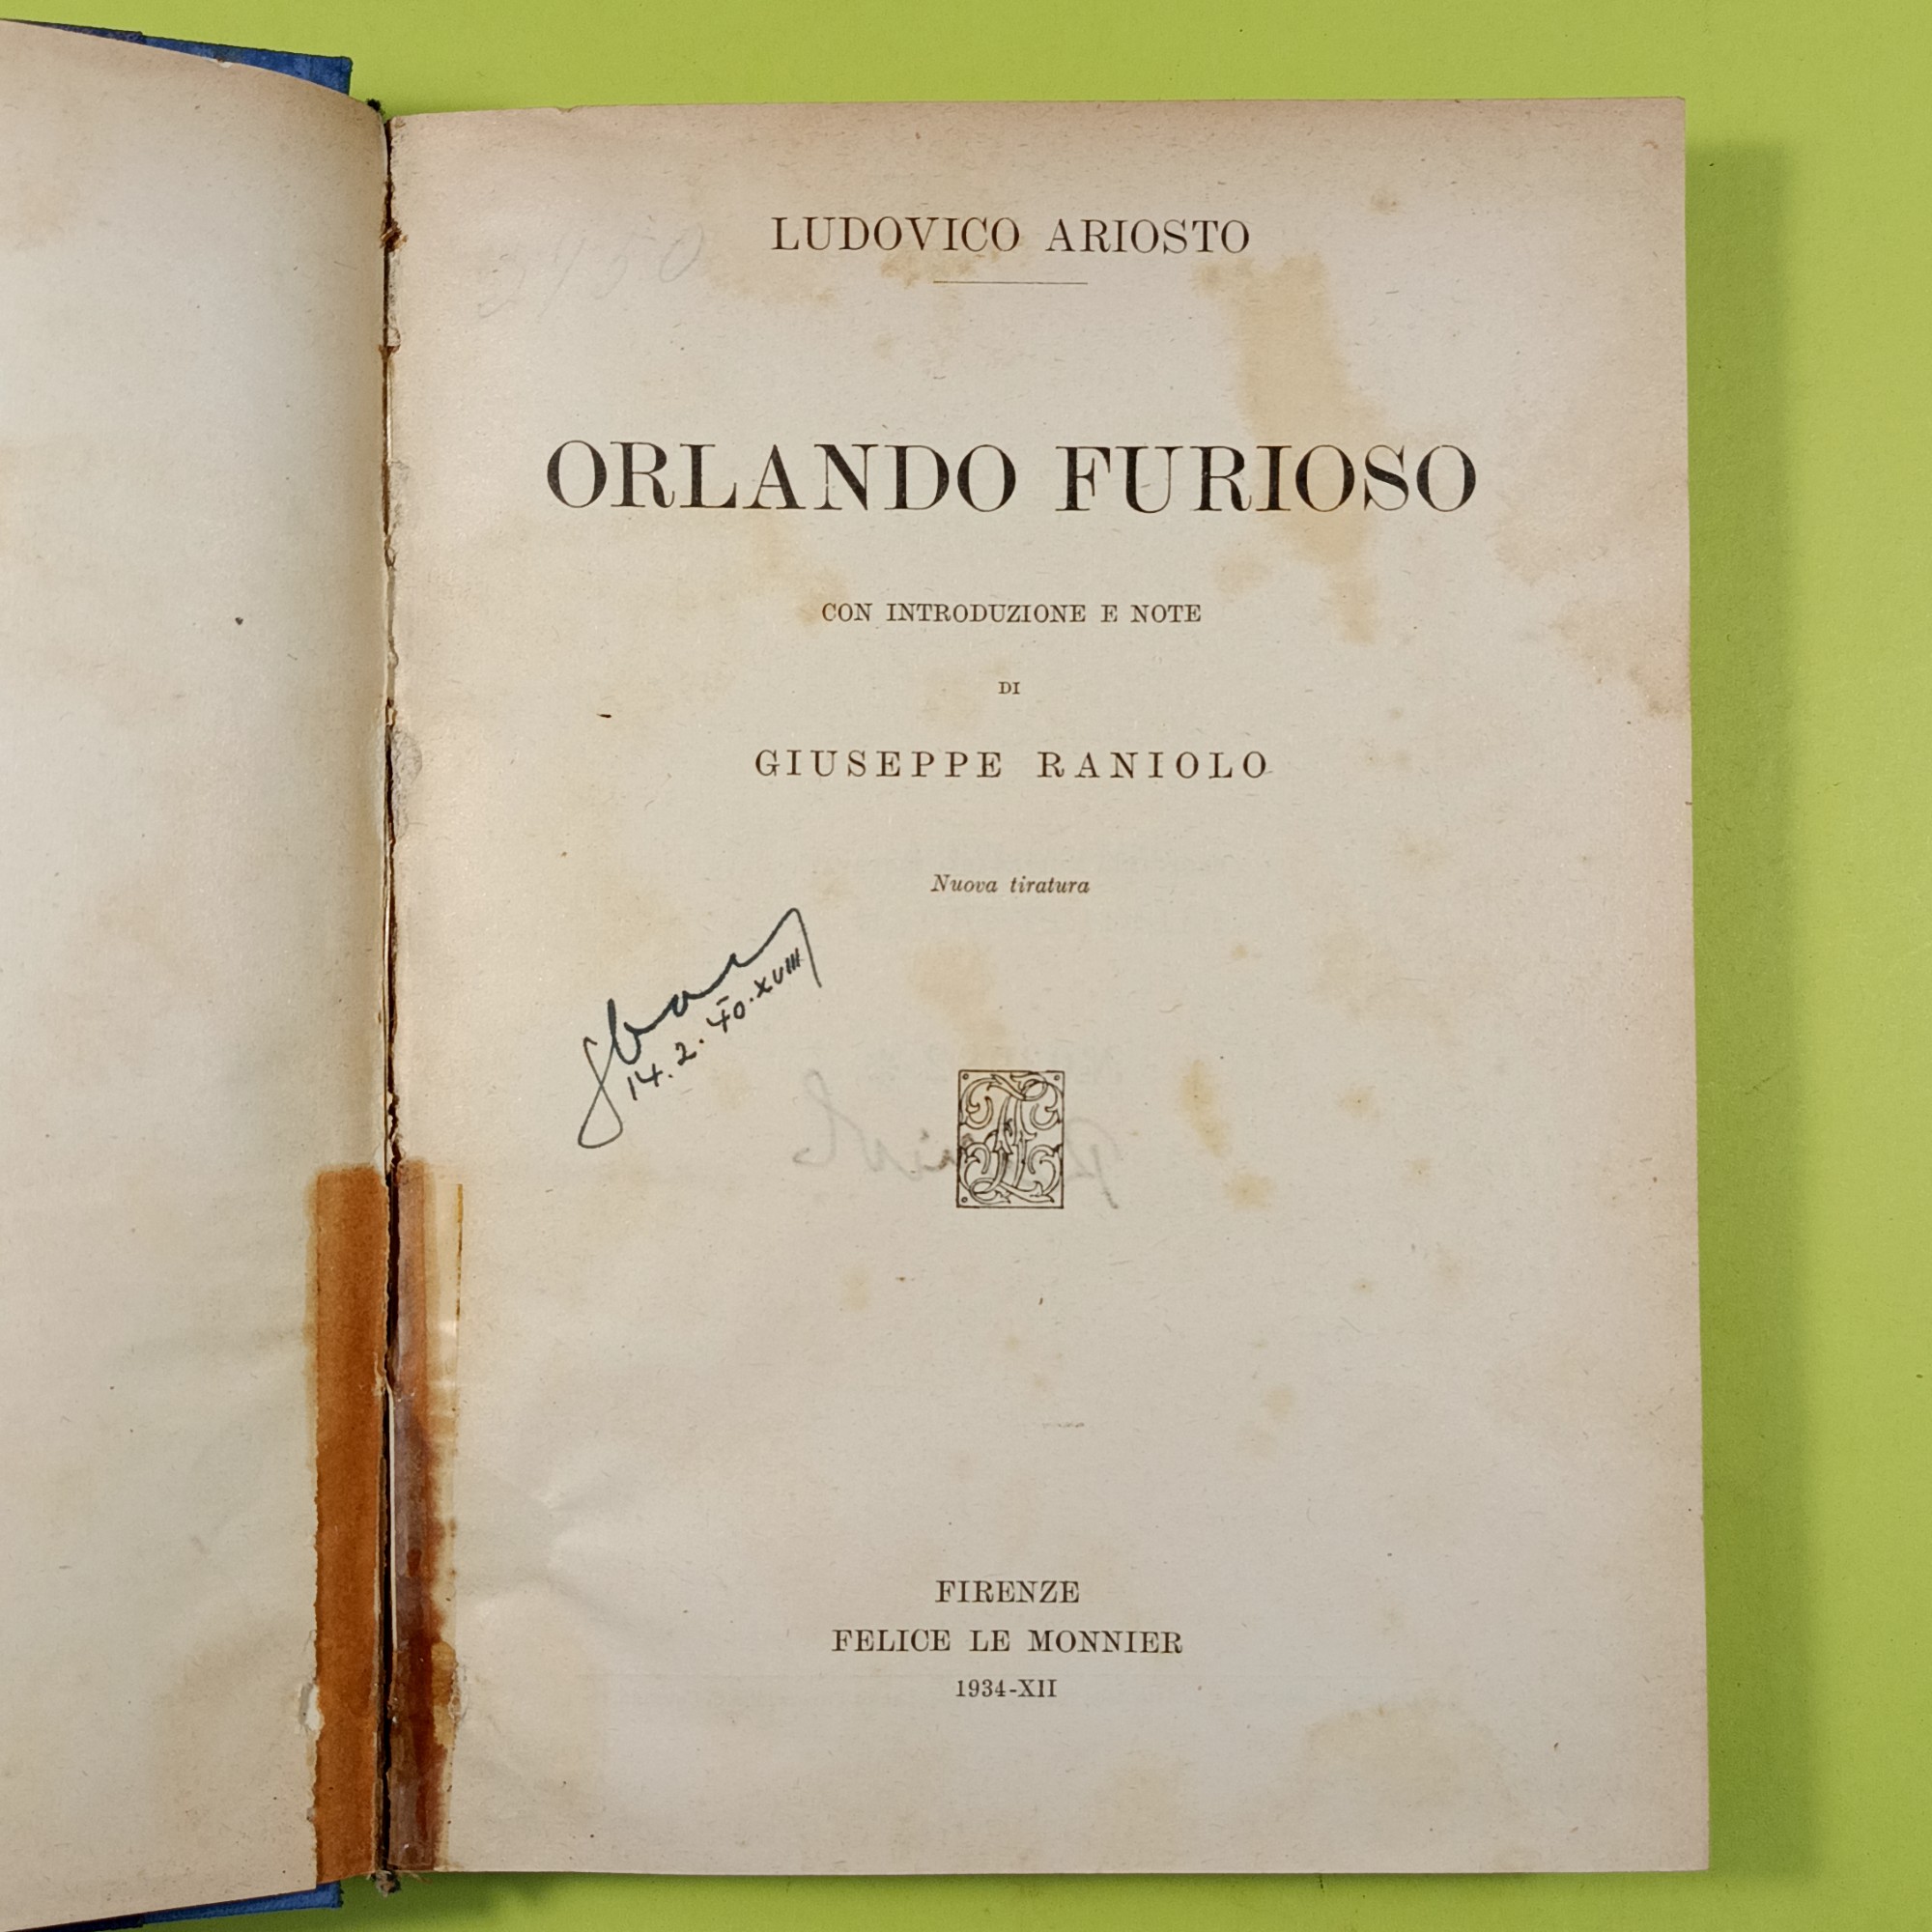 LUDOVICO ARIOSTO
ORLANDO FURIOSO
CON INTRODUZIONE E NOTE
DI
GIUSEPPE RANIOLO
Nuova tiratura
14.2.40.XVIII
FIRENZE
FELICE LE MONNIER
1934-XII